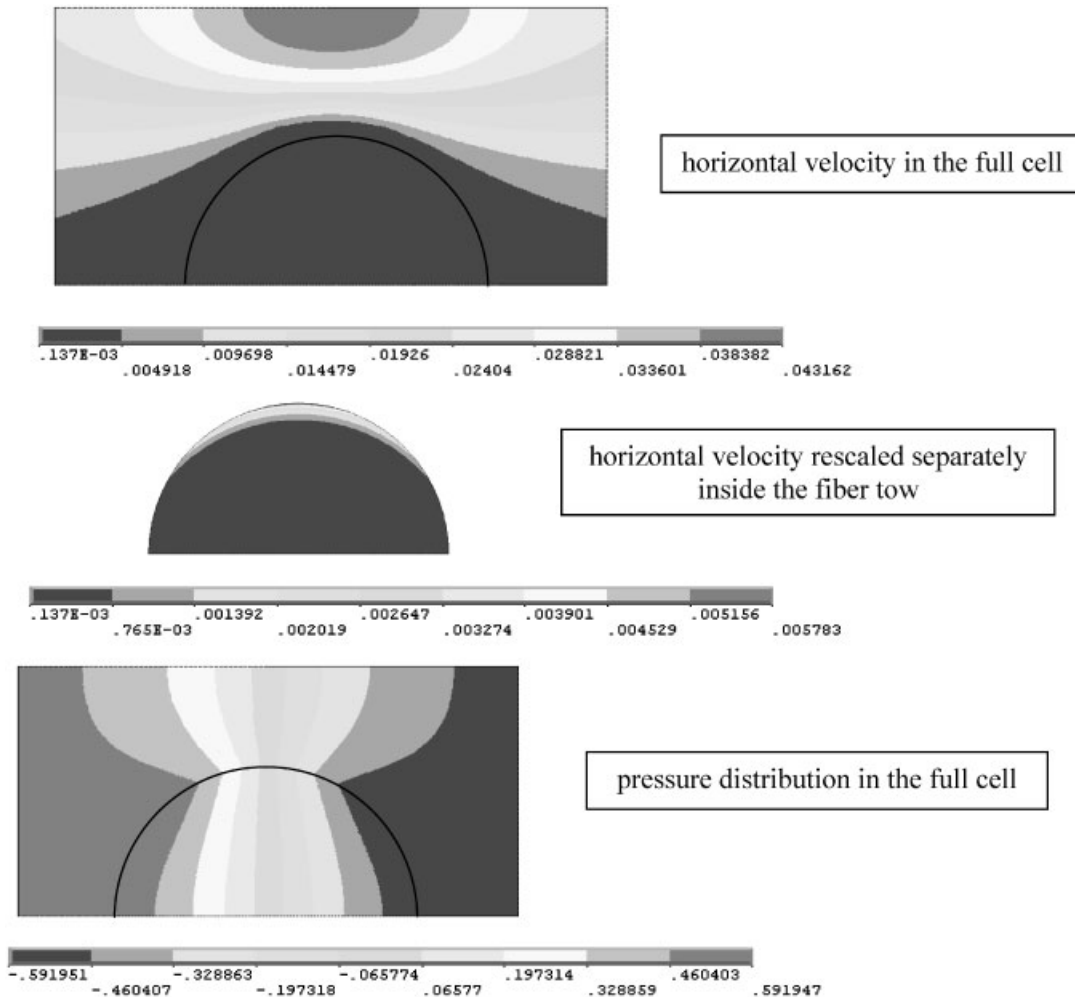 horizontal velocity in the full cell
.137E-03 .009698 .01926 .028821 .038382
.004918 .014479 .02404 .033601 .043162
horizontal velocity rescaled separately
inside the fiber tow
.137E-03 .001392 .002647 .003901 .005156
.765E-03 .002019 .003274 .004529 .005783
pressure distribution in the full cell
-.591951 -.328863 -.065774 .197314 .460403
-.460407 -.197318 .06577 .328859 .591947